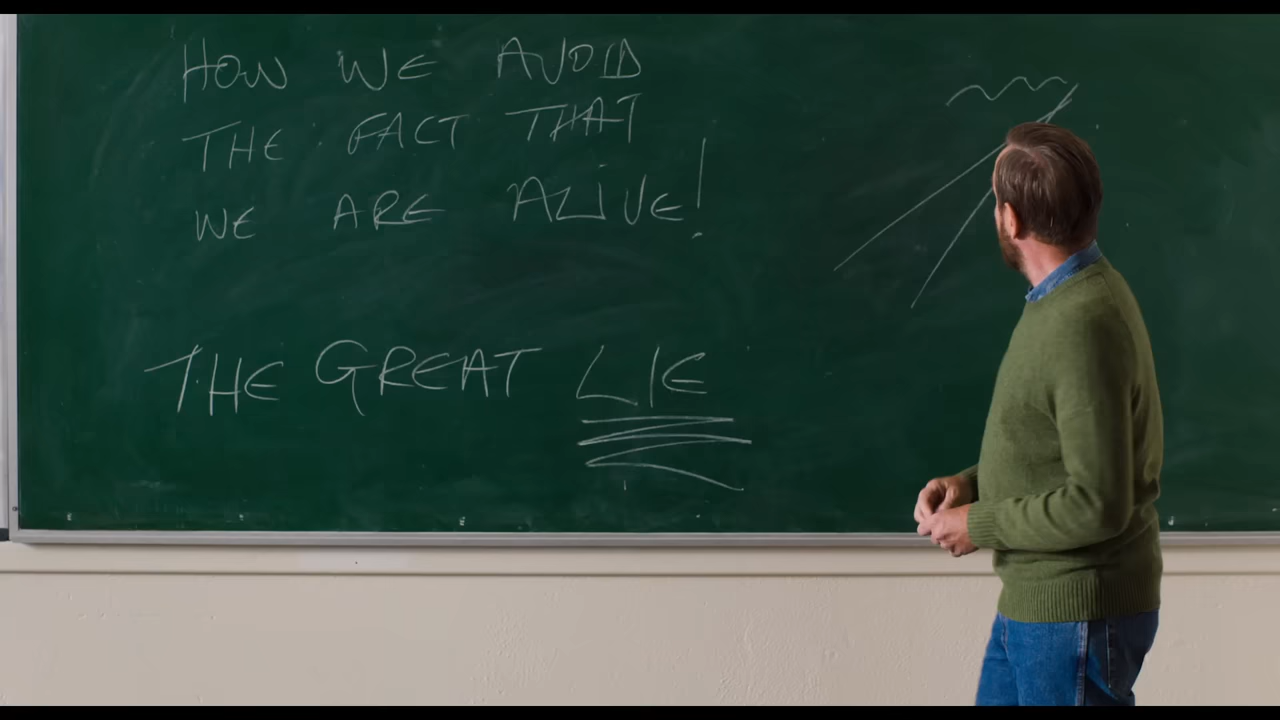 HOW WE AVOID
THE FACT THAT
WE ARE ALIVE!
THE GREAT LIE